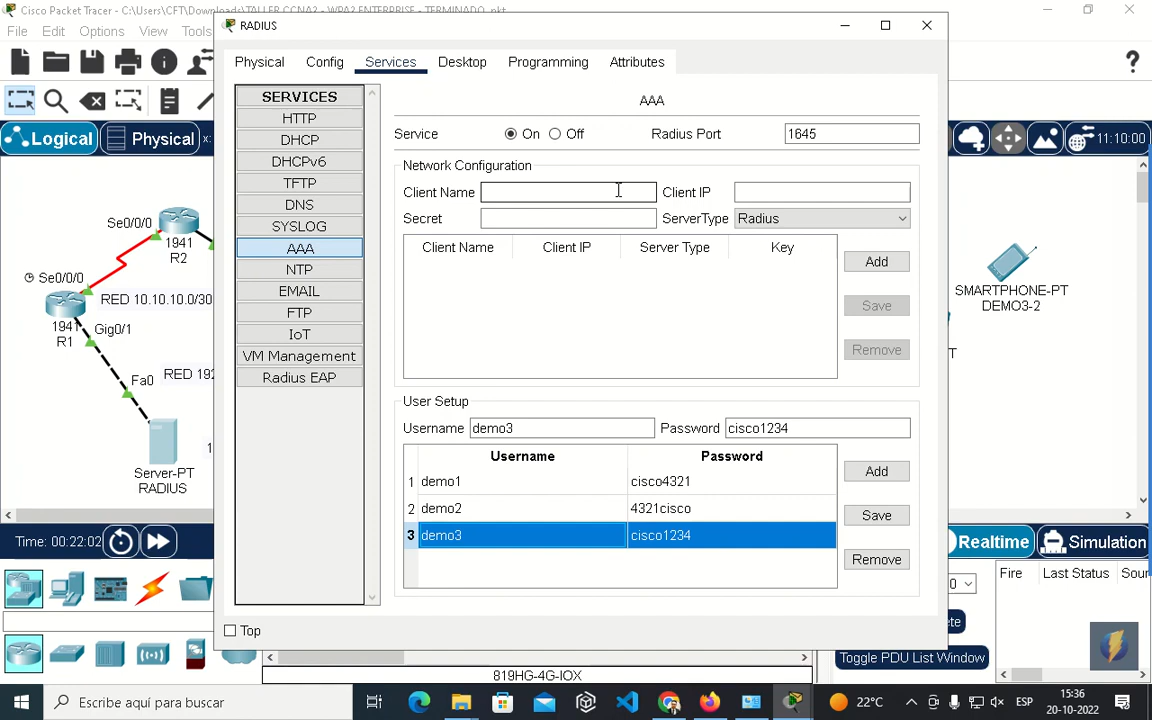 Cisco Packet Tracer - C:\Users\CFT\Downloads\TALLER CCNA2 - WPA2 ENTERPRISE - TERMINADO.pkt
File Edit Options View Tools
RADIUS
Physical Config Services Desktop Programming Attributes
Logical Physical
11:10:00
SERVICES
HTTP
DHCP
DHCPv6
TFTP
DNS
SYSLOG
AAA
NTP
EMAIL
FTP
IoT
VM Management
Radius EAP
AAA
Service On Off Radius Port 1645
Network Configuration
Client Name Client IP
Secret ServerType Radius
Client Name Client IP Server Type Key
Add
Save
Remove
User Setup
Username demo3 Password cisco1234
Username Password
1 demo1 cisco4321
2 demo2 4321cisco
3 demo3 cisco1234
Add
Save
Remove
Top
Se0/0/0
1941
R2
Se0/0/0
RED 10.10.10.0/30
1941
R1
Gig0/1
Fa0
RED 192
Server-PT
RADIUS
SMARTPHONE-PT
DEMO3-2
Time: 00:22:02
Realtime Simulation
Fire Last Status Sour
Toggle PDU List Window
819HG-4G-IOX
Escribe aquí para buscar
22°C
ESP
15:36
20-10-2022